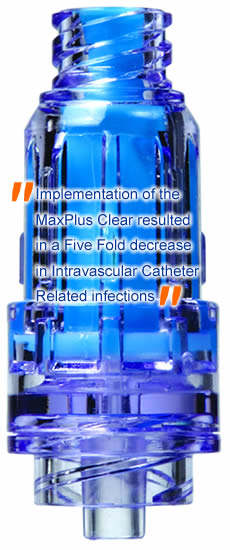 "Implementation of the
MaxPlus Clear resulted
in a Five Fold decrease
in Intravascular Catheter
Related infections"